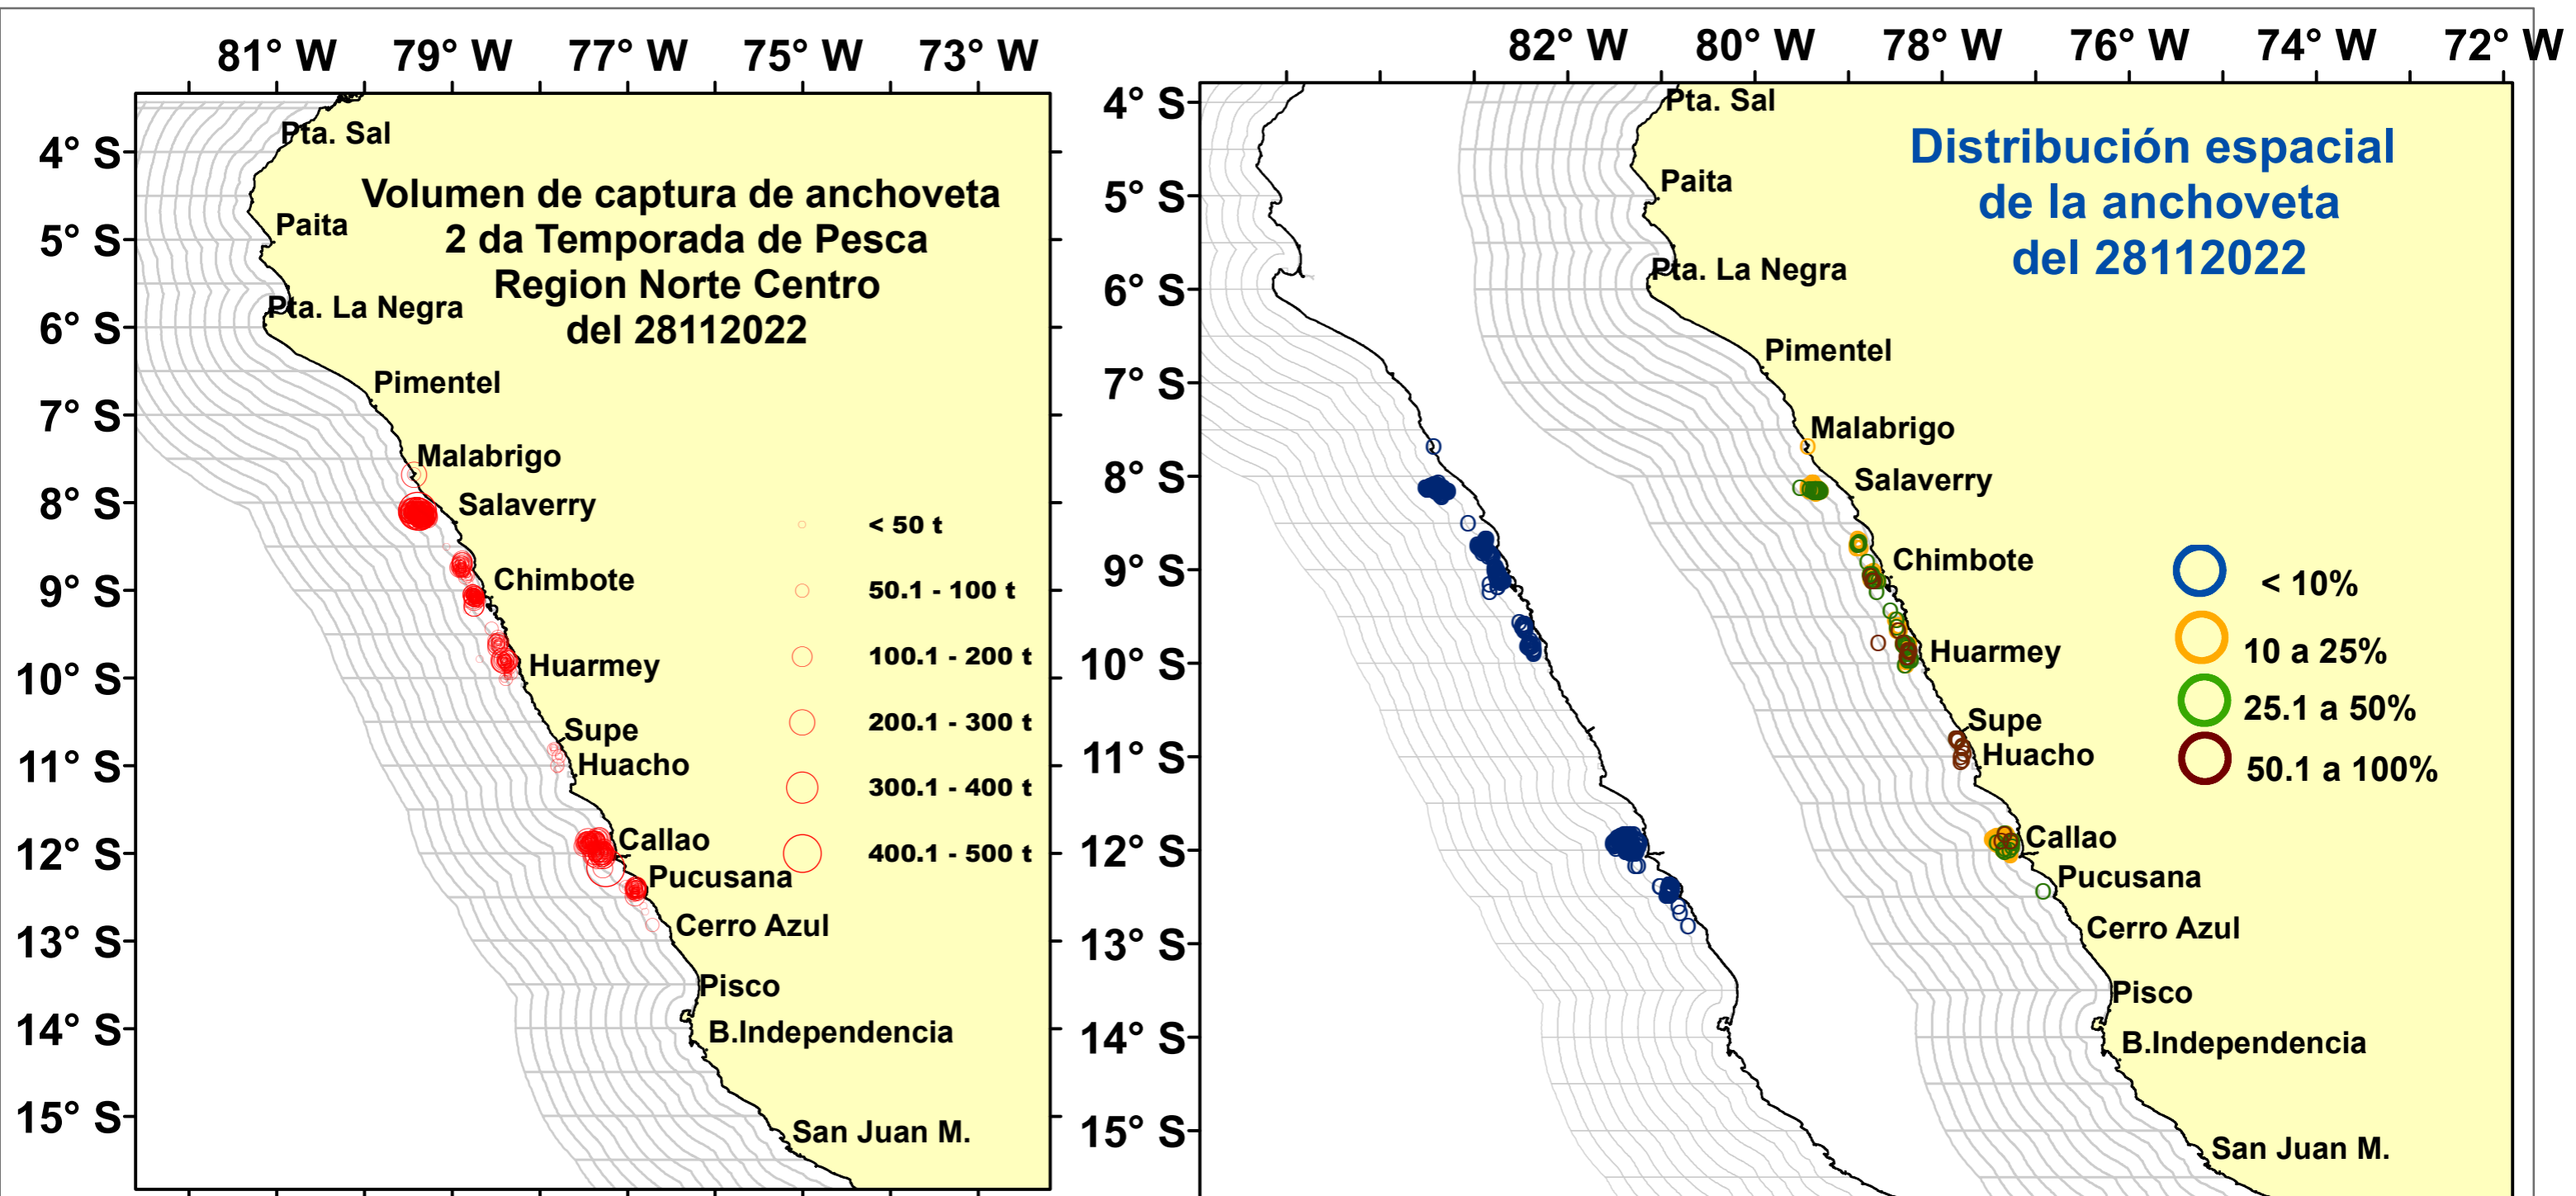 81° W 79° W 77° W 75° W 73° W
4° S
5° S
6° S
7° S
8° S
9° S
10° S
11° S
12° S
13° S
14° S
15° S
Volumen de captura de anchoveta
2 da Temporada de Pesca
Region Norte Centro
del 28112022
Pta. Sal
Paita
Pta. La Negra
Pimentel
Malabrigo
Salaverry
Chimbote
Huarmey
Supe
Huacho
Callao
Pucusana
Cerro Azul
Pisco
B.Independencia
San Juan M.
< 50 t
50.1 - 100 t
100.1 - 200 t
200.1 - 300 t
300.1 - 400 t
400.1 - 500 t
82° W 80° W 78° W 76° W 74° W 72° W
4° S
5° S
6° S
7° S
8° S
9° S
10° S
11° S
12° S
13° S
14° S
15° S
Distribución espacial
de la anchoveta
del 28112022
Pta. Sal
Paita
Pta. La Negra
Pimentel
Malabrigo
Salaverry
Chimbote
Huarmey
Supe
Huacho
Callao
Pucusana
Cerro Azul
Pisco
B.Independencia
San Juan M.
< 10%
10 a 25%
25.1 a 50%
50.1 a 100%